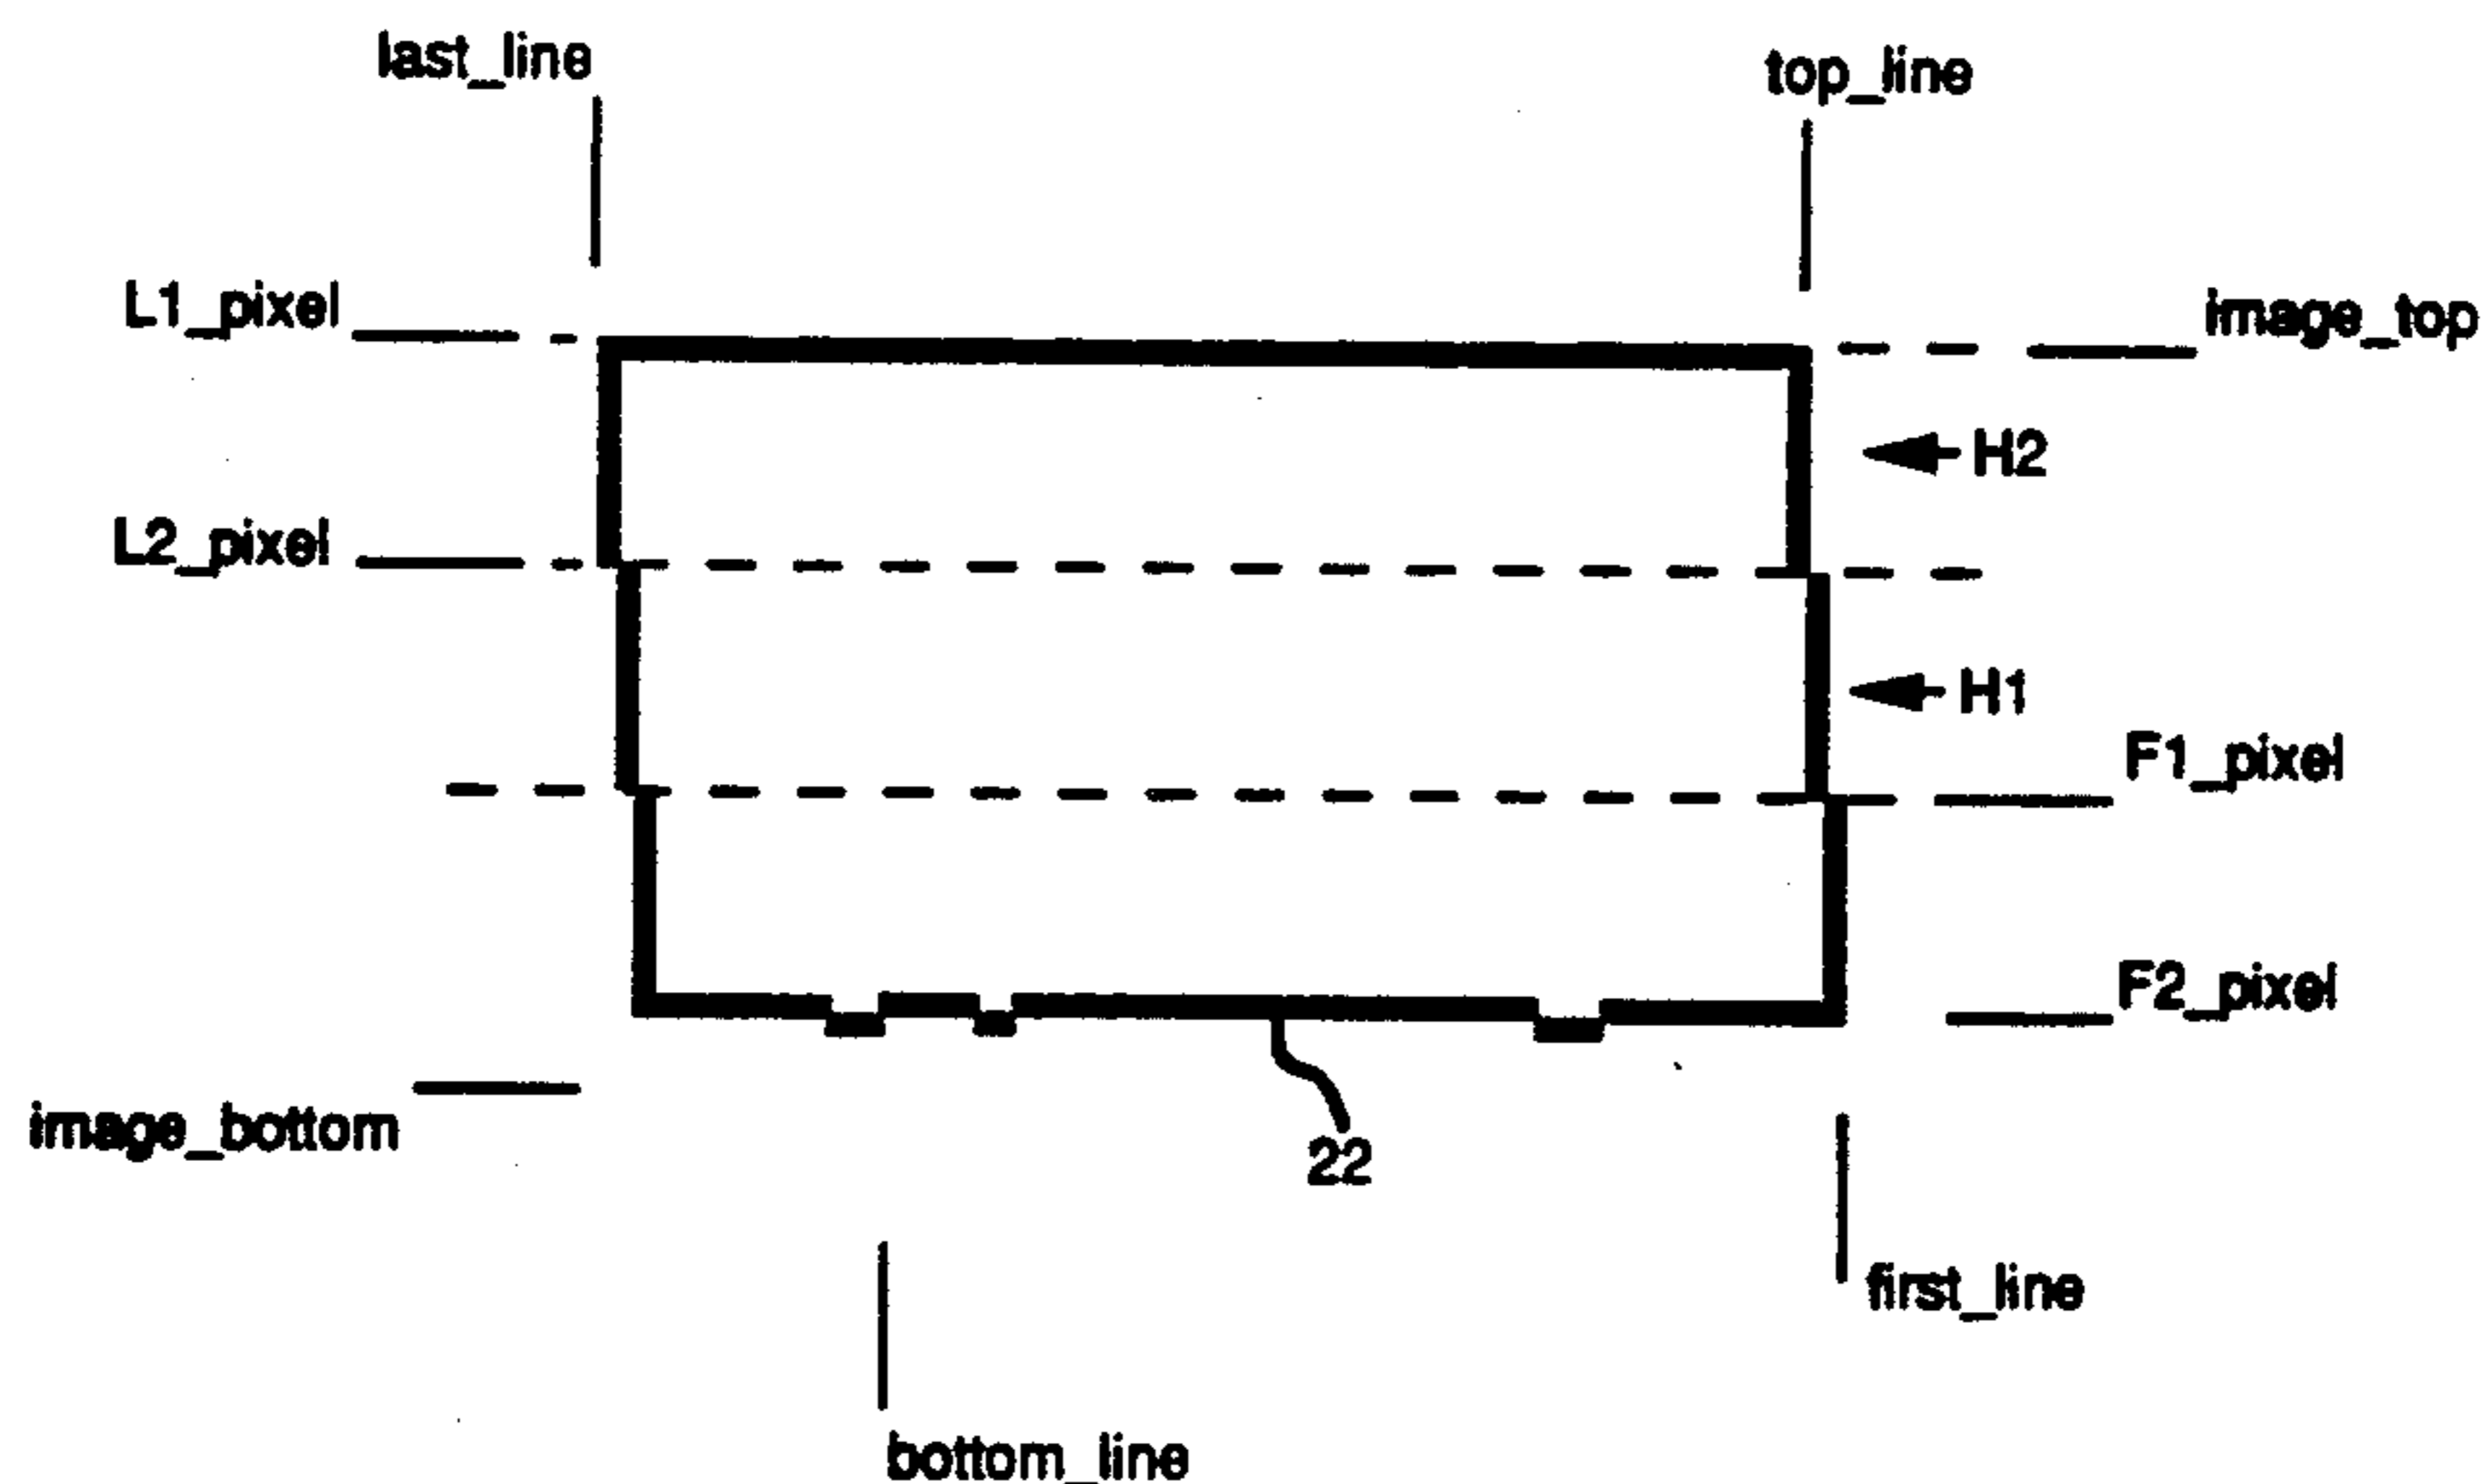 last_line
top_line
L1_pixel
image_top
H2
L2_pixel
H1
F1_pixel
F2_pixel
image_bottom
22
first_line
bottom_line